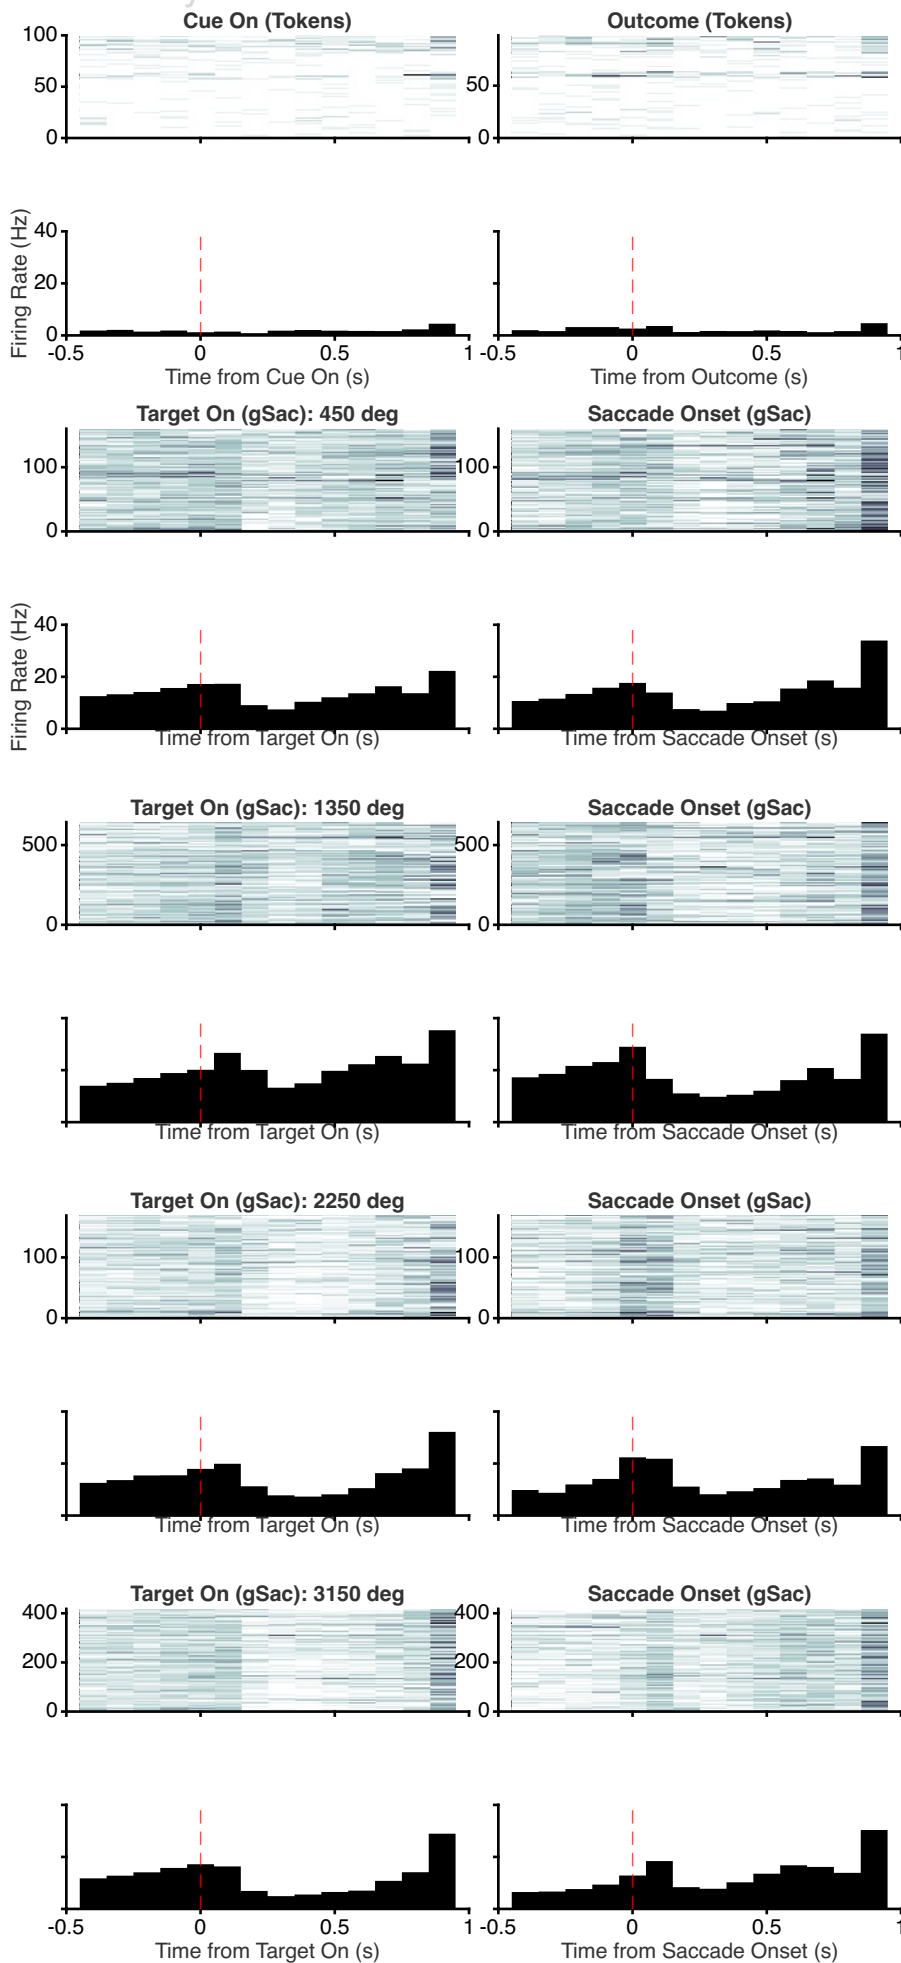 Cue On (Tokens) Outcome (Tokens)
100
50 50
0 0
Firing Rate (Hz)
40
20
0
-0.5 0 0.5 1 -0.5 0 0.5 1
Time from Cue On (s) Time from Outcome (s)
Target On (gSac): 450 deg Saccade Onset (gSac)
100 100
0 0
Firing Rate (Hz)
40
20
0
Time from Target On (s) Time from Saccade Onset (s)
Target On (gSac): 1350 deg Saccade Onset (gSac)
500 500
0 0
Time from Target On (s) Time from Saccade Onset (s)
Target On (gSac): 2250 deg Saccade Onset (gSac)
100 100
0 0
Time from Target On (s) Time from Saccade Onset (s)
Target On (gSac): 3150 deg Saccade Onset (gSac)
400 400
200 200
0 0
-0.5 0 0.5 1 -0.5 0 0.5 1
Time from Target On (s) Time from Saccade Onset (s)